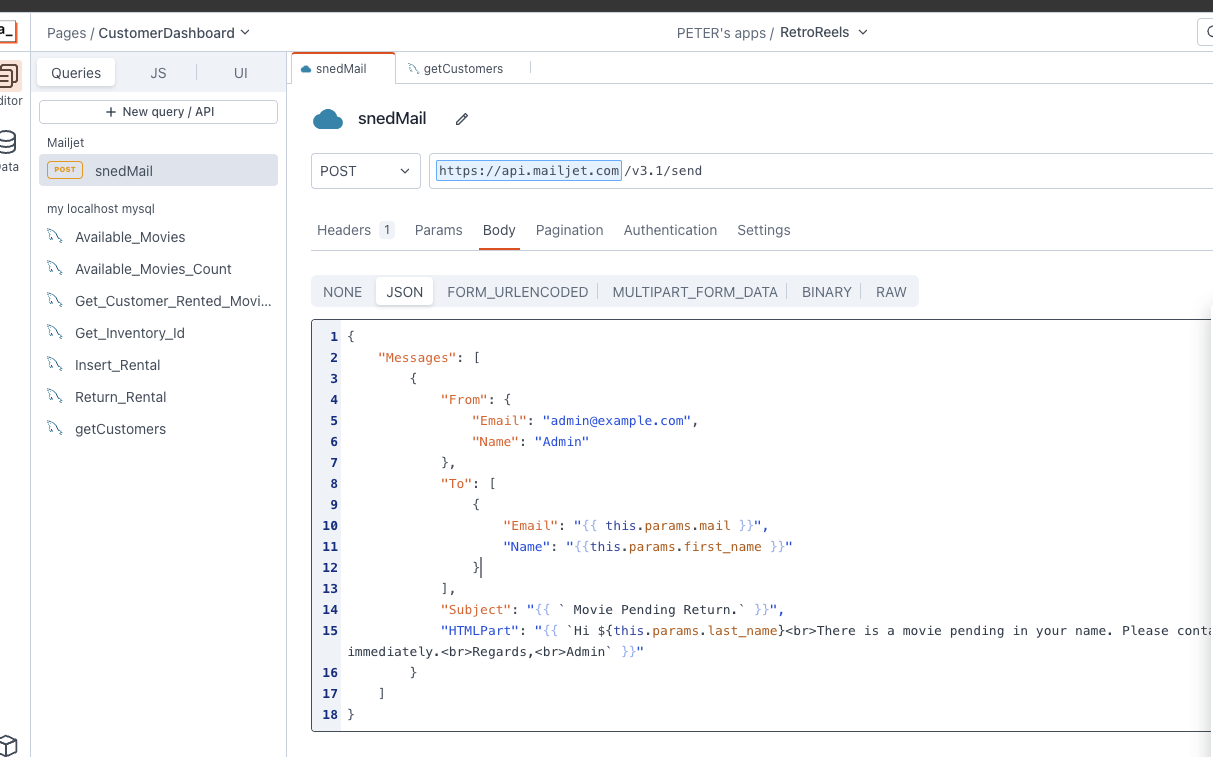 a_
Pages / CustomerDashboard
PETER's apps / RetroReels
Queries JS UI
snedMail getCustomers
+ New query / API
Mailjet
POST snedMail
my localhost mysql
Available_Movies
Available_Movies_Count
Get_Customer_Rented_Movi...
Get_Inventory_Id
Insert_Rental
Return_Rental
getCustomers
ditor
ata
snedMail
POST https://api.mailjet.com/v3.1/send
Headers 1 Params Body Pagination Authentication Settings
NONE JSON FORM_URLENCODED MULTIPART_FORM_DATA BINARY RAW
1 {
2 "Messages": [
3 {
4 "From": {
5 "Email": "admin@example.com",
6 "Name": "Admin"
7 },
8 "To": [
9 {
10 "Email": "{{ this.params.mail }}",
11 "Name": "{{this.params.first_name }}"
12 }
13 ],
14 "Subject": "{{ ` Movie Pending Return.` }}",
15 "HTMLPart": "{{ `Hi ${this.params.last_name}<br>There is a movie pending in your name. Please conta
immediately.<br>Regards,<br>Admin` }}"
16 }
17 ]
18 }